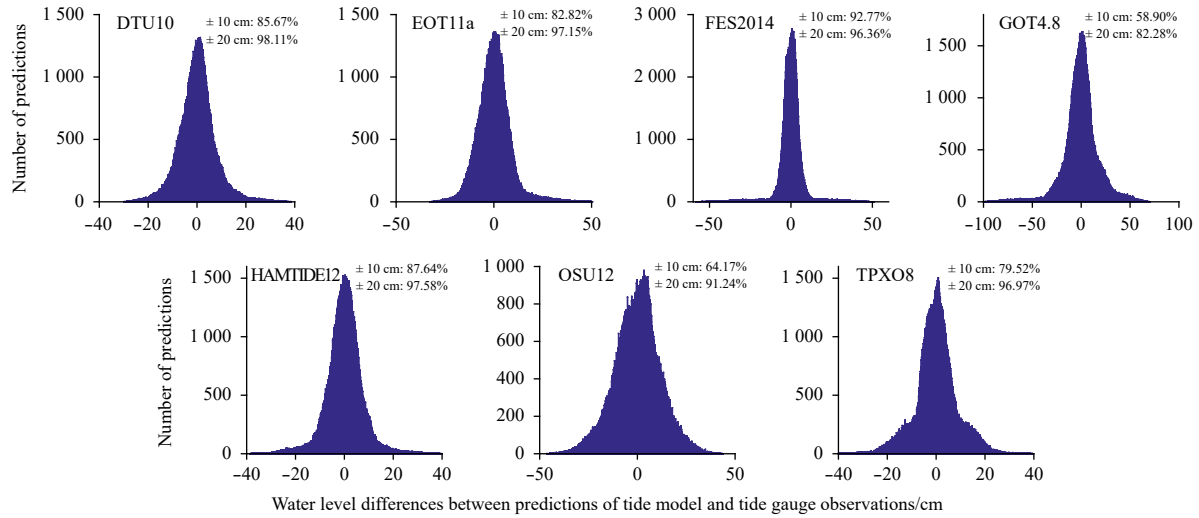 DTU10
± 10 cm: 85.67%
± 20 cm: 98.11%
Number of predictions
1 500
1 000
500
0
−40
−20
0
20
40
EOT11a
± 10 cm: 82.82%
± 20 cm: 97.15%
1 500
1 000
500
0
−50
0
50
FES2014
± 10 cm: 92.77%
± 20 cm: 96.36%
3 000
2 000
1 000
0
−50
0
50
GOT4.8
± 10 cm: 58.90%
± 20 cm: 82.28%
1 500
1 000
500
0
−100
−50
0
50
100
HAMTIDE12
± 10 cm: 87.64%
± 20 cm: 97.58%
Number of predictions
1 500
1 000
500
0
−40
−20
0
20
40
OSU12
± 10 cm: 64.17%
± 20 cm: 91.24%
1 000
800
600
400
200
0
−50
0
50
TPXO8
± 10 cm: 79.52%
± 20 cm: 96.97%
1 500
1 000
500
0
−40
−20
0
20
40
Water level differences between predictions of tide model and tide gauge observations/cm